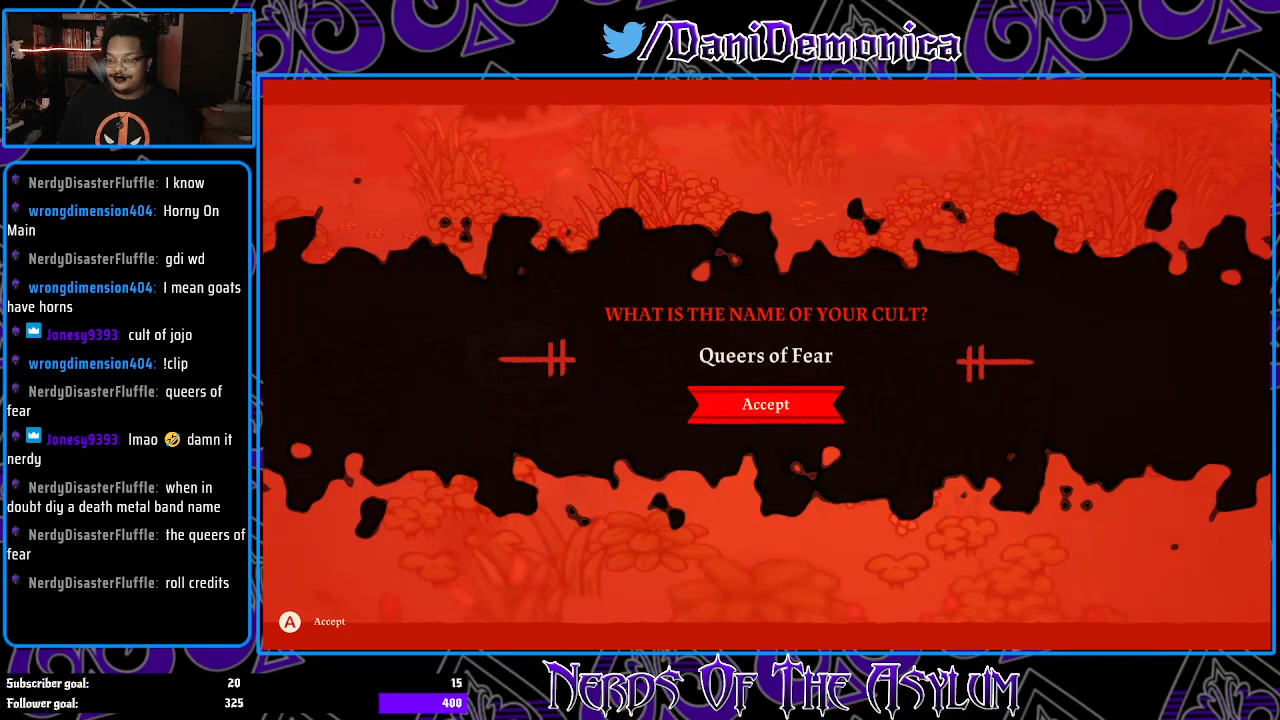 /DaniDemonica
NerdyDisasterFluffle: I know
wrongdimension404: Horny On
Main
NerdyDisasterFluffle: gdi wd
wrongdimension404: I mean goats
have horns
Jonesy9393: cult of jojo
wrongdimension404: !clip
NerdyDisasterFluffle: queers of
fear
Jonesy9393: lmao 🤣 damn it
nerdy
NerdyDisasterFluffle: when in
doubt diy a death metal band name
NerdyDisasterFluffle: the queers of
fear
NerdyDisasterFluffle: roll credits
WHAT IS THE NAME OF YOUR CULT?
Queers of Fear
Accept
A Accept
Subscriber goal: 20 15
Follower goal: 325 400
Nerds Of The Asylum